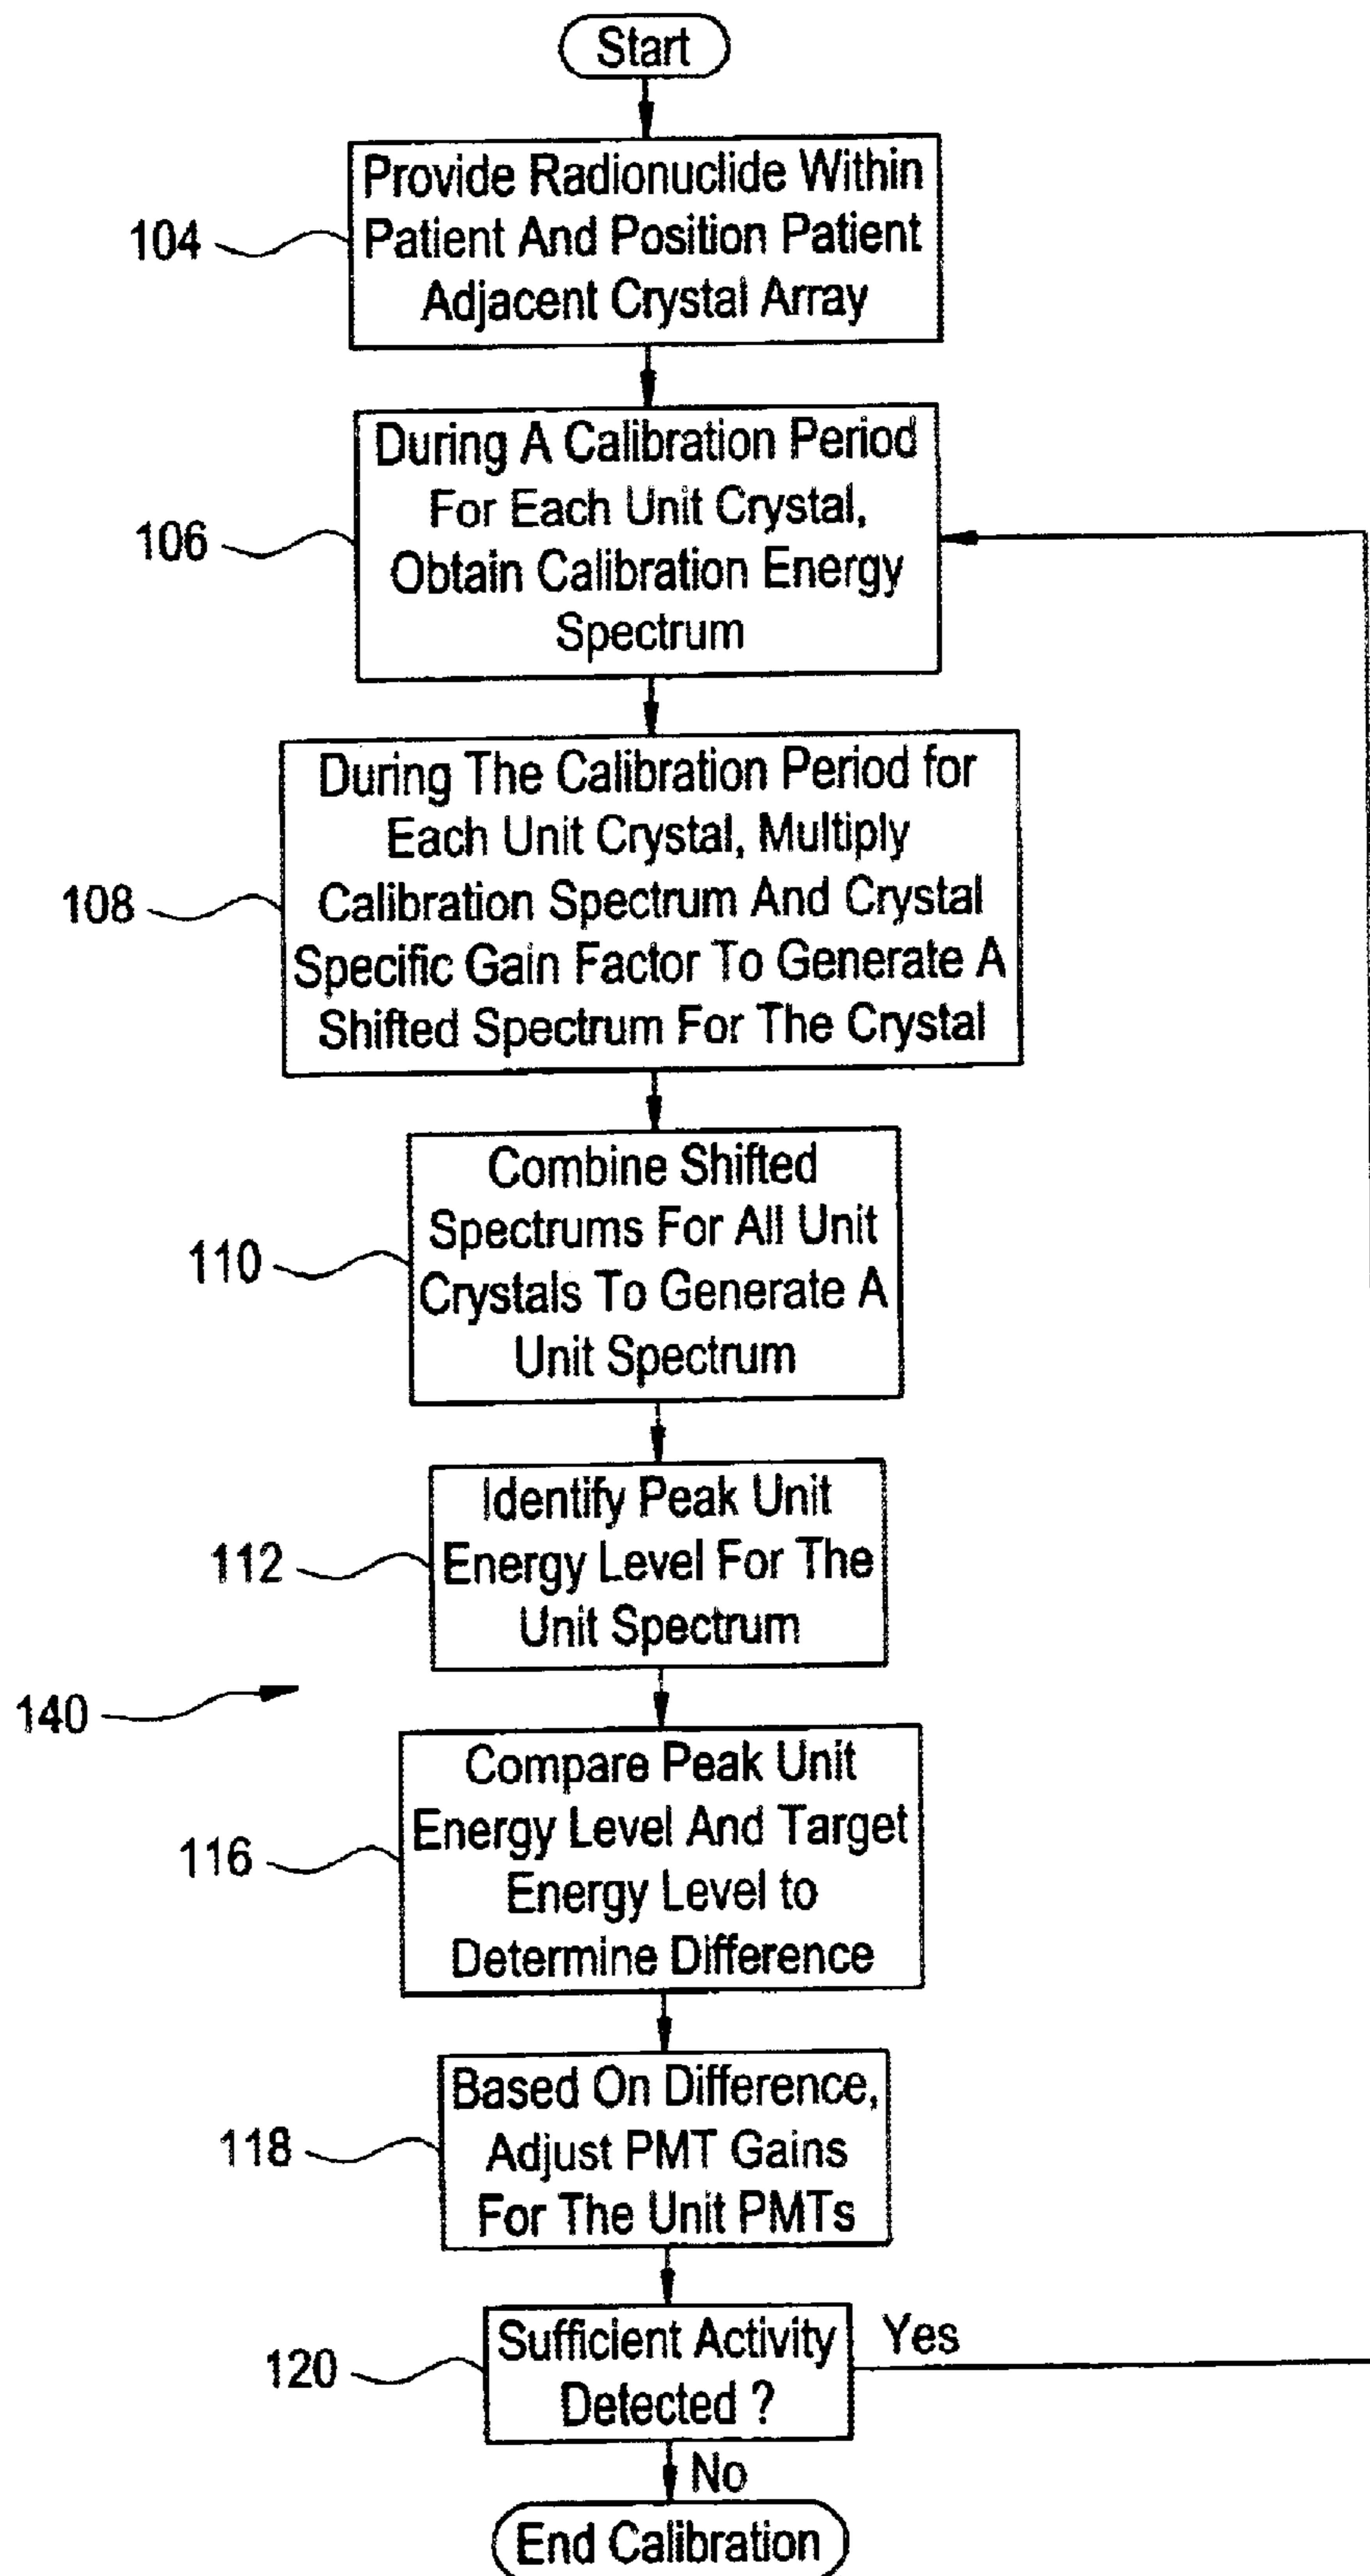 Start
104
Provide Radionuclide Within
Patient And Position Patient
Adjacent Crystal Array
106
During A Calibration Period
For Each Unit Crystal,
Obtain Calibration Energy
Spectrum
108
During The Calibration Period for
Each Unit Crystal, Multiply
Calibration Spectrum And Crystal
Specific Gain Factor To Generate A
Shifted Spectrum For The Crystal
110
Combine Shifted
Spectrums For All Unit
Crystals To Generate A
Unit Spectrum
112
Identify Peak Unit
Energy Level For The
Unit Spectrum
140
116
Compare Peak Unit
Energy Level And Target
Energy Level to
Determine Difference
118
Based On Difference,
Adjust PMT Gains
For The Unit PMTs
120
Sufficient Activity
Detected ?
Yes
No
End Calibration